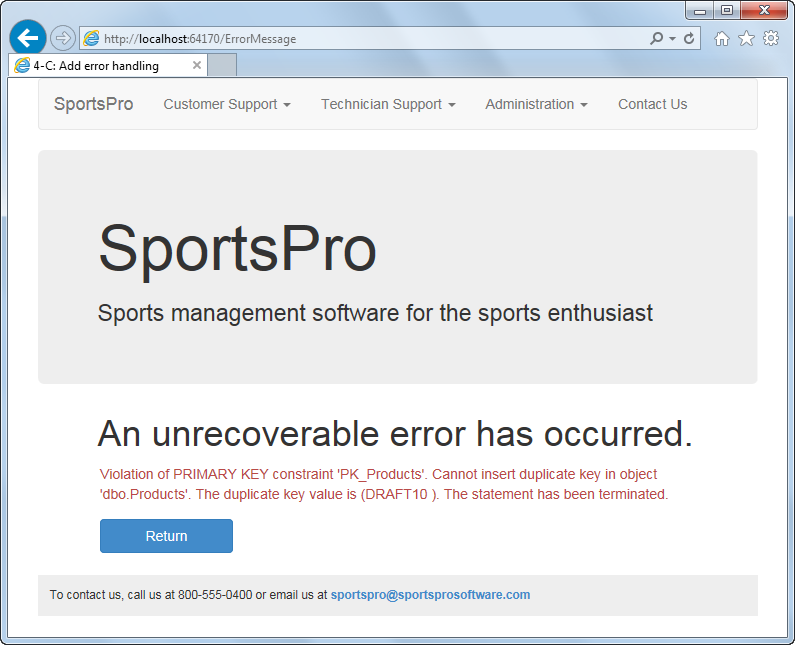 http://localhost:64170/ErrorMessage
4-C: Add error handling
SportsPro Customer Support Technician Support Administration Contact Us
SportsPro
Sports management software for the sports enthusiast
An unrecoverable error has occurred.
Violation of PRIMARY KEY constraint 'PK_Products'. Cannot insert duplicate key in object
'dbo.Products'. The duplicate key value is (DRAFT10 ). The statement has been terminated.
Return
To contact us, call us at 800-555-0400 or email us at sportspro@sportsprosoftware.com